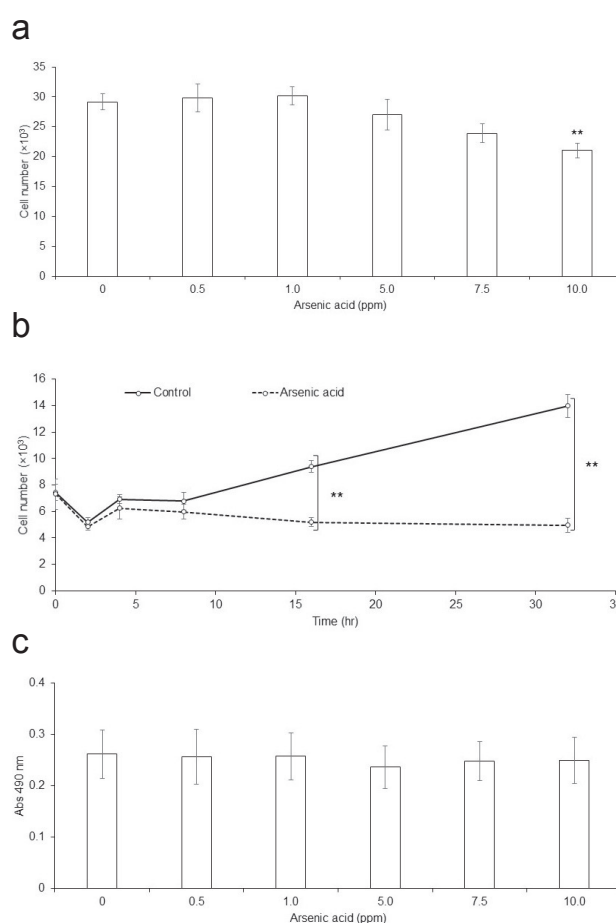 a
35
30
25
20
15
10
5
0
Cell number (×10³)
**
0 0.5 1.0 5.0 7.5 10.0
Arsenic acid (ppm)
b
16
14
12
10
8
6
4
2
0
Cell number (×10³)
Control Arsenic acid
**
**
0 5 10 15 20 25 30 35
Time (hr)
c
0.4
0.3
0.2
0.1
0
Abs 490 nm
0 0.5 1.0 5.0 7.5 10.0
Arsenic acid (ppm)